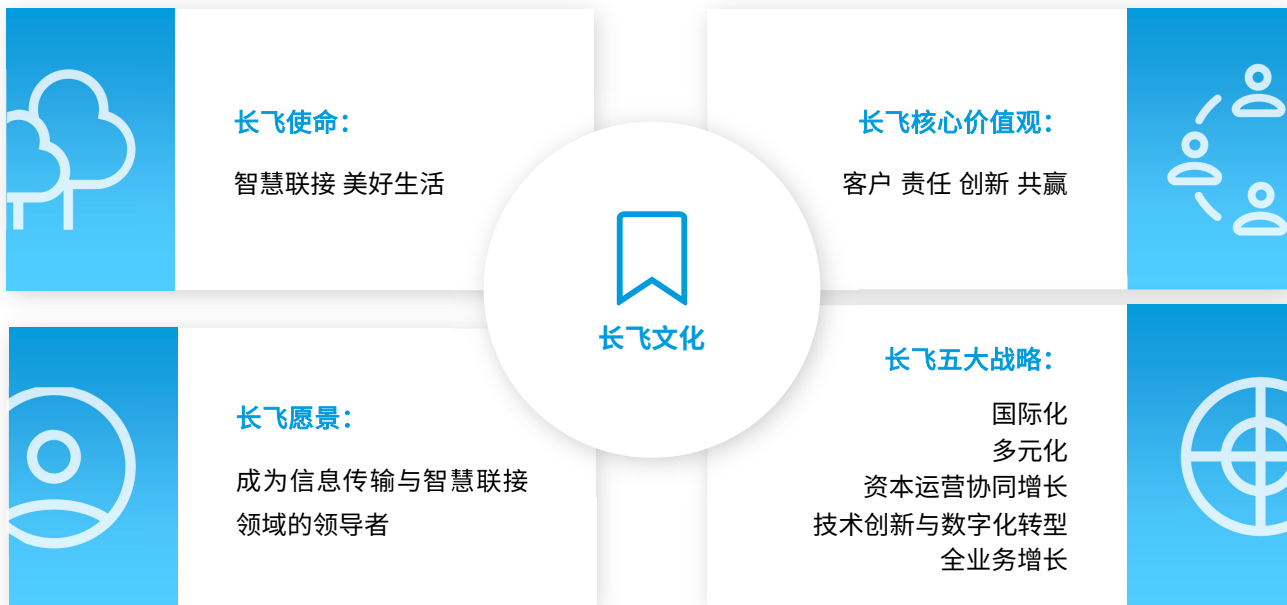 长飞使命：
智慧联接 美好生活
长飞核心价值观：
客户 责任 创新 共赢
长飞文化
长飞愿景：
成为信息传输与智慧联接
领域的领导者
长飞五大战略：
国际化
多元化
资本运营协同增长
技术创新与数字化转型
全业务增长